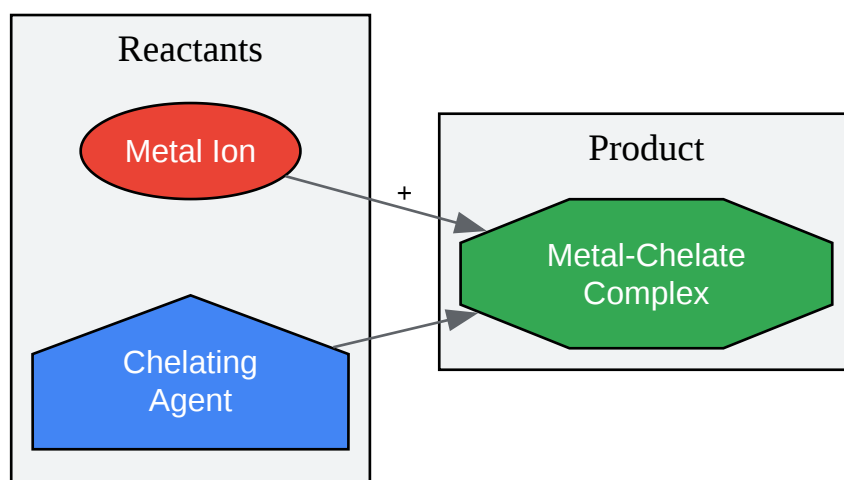 Reactants
Metal Ion
Chelating
Agent
+
Product
Metal-Chelate
Complex